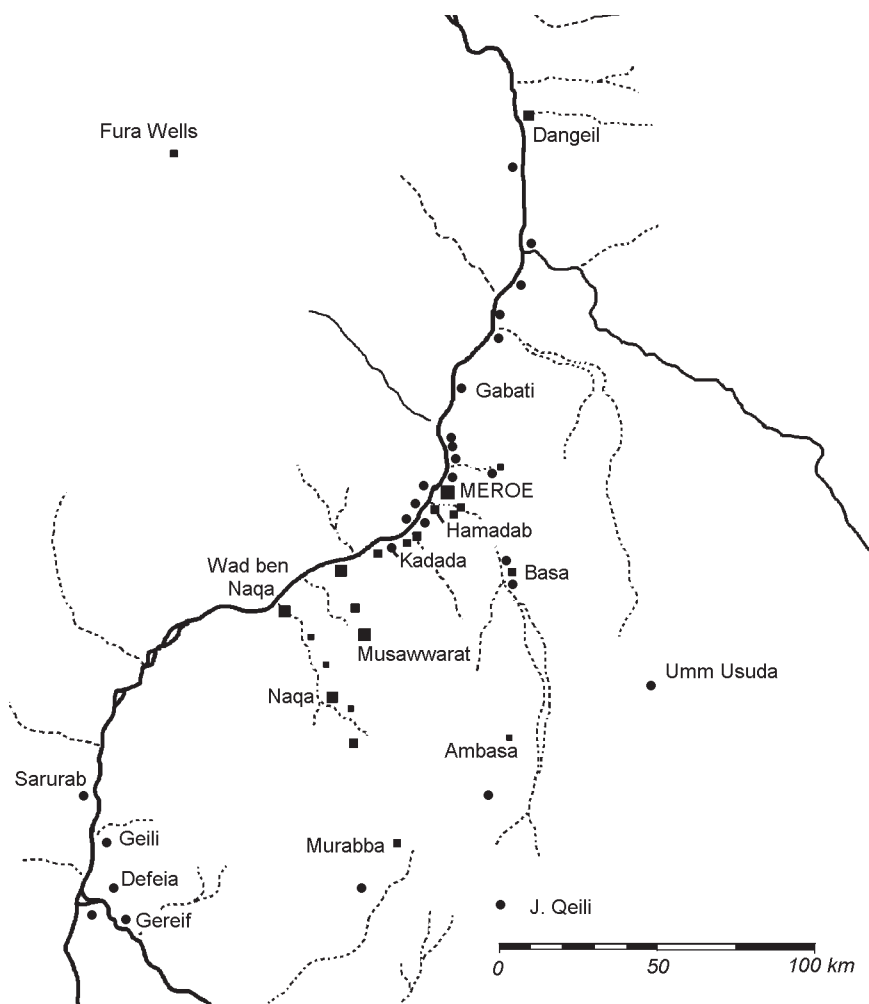 Fura Wells
Dangeil
Gabati
MEROE
Hamadab
Kadada
Wad ben
Naqa
Basa
Musawwarat
Umm Usuda
Naqa
Ambasa
Sarurab
Geili
Murabba
Defeia
J. Qeili
Gereif
0 50 100 km